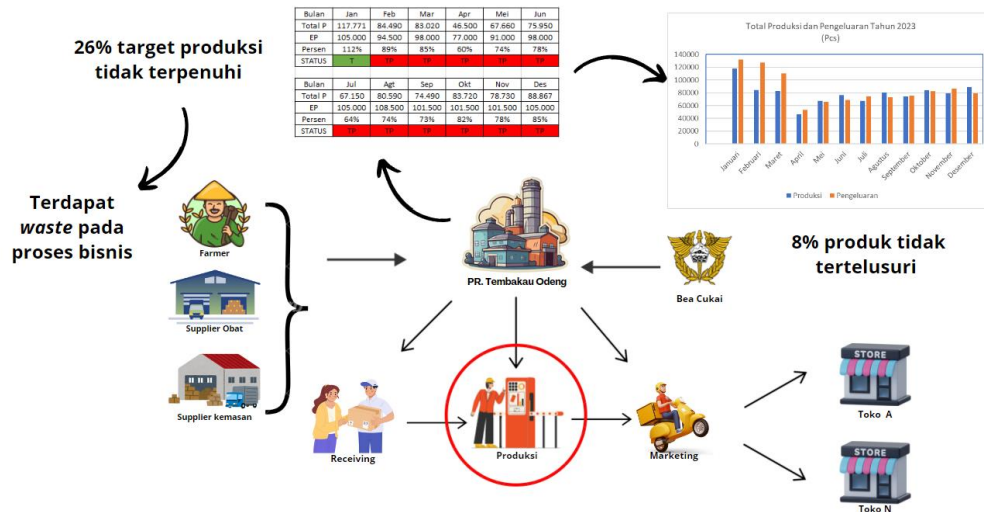 26% target produksi
tidak terpenuhi
Bulan Jan Feb Mar Apr Mei Jun
Total P 117.771 84.490 83.020 46.500 67.660 75.950
EP 105.000 94.500 98.000 77.000 91.000 98.000
Persen 112% 89% 85% 60% 74% 78%
STATUS T TP TP TP TP TP
Bulan Jul Agt Sep Okt Nov Des
Total P 67.150 80.590 74.490 83.720 78.730 88.867
EP 105.000 108.500 101.500 101.500 101.500 105.000
Persen 64% 74% 73% 82% 78% 85%
STATUS TP TP TP TP TP TP
Total Produksi dan Pengeluaran Tahun 2023
(Pcs)
140000
120000
100000
80000
60000
40000
20000
0
Januari Februari Maret April Mei Juni Juli Agustus September Oktober November Desember
Produksi Pengeluaran
Terdapat
waste pada
proses bisnis
Farmer
Supplier Obat
Supplier kemasan
PR. Tembakau Odeng
Bea Cukai
8% produk tidak
tertelusuri
Receiving
Produksi
Marketing
STORE
Toko A
STORE
Toko N